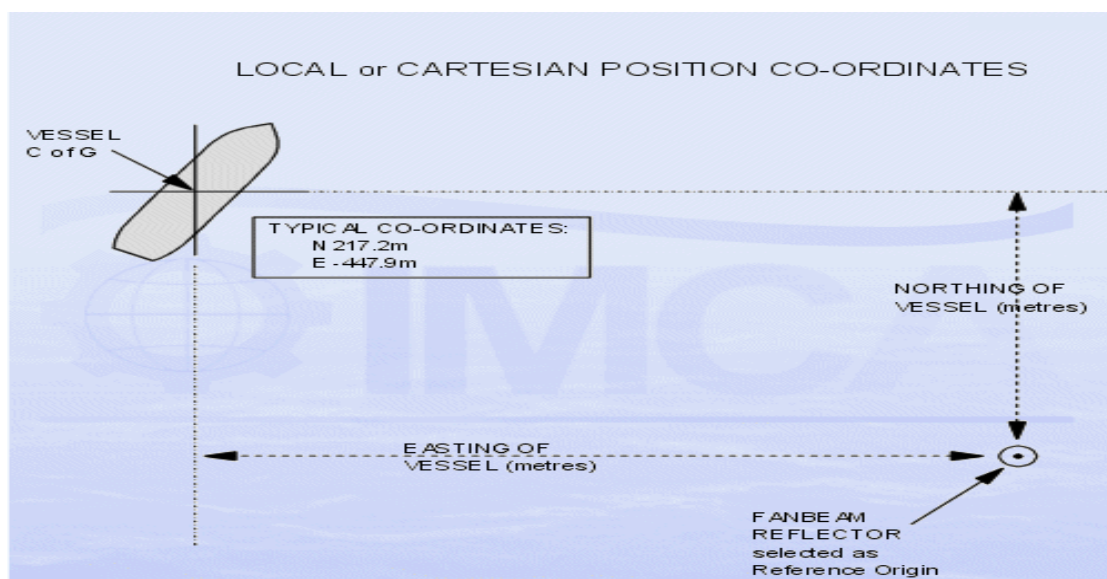 LOCAL or CARTESIAN POSITION CO-ORDINATES
VESSEL
C of G
TYPICAL CO-ORDINATES:
N 217.2m
E -447.9m
IMCA
NORTHING OF
VESSEL (metres)
EASTING OF
VESSEL (metres)
FANBEAM
REFLECTOR
selected as
Reference Origin